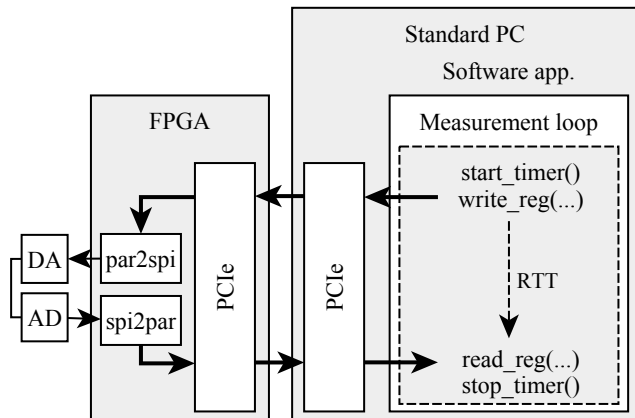 Standard PC
Software app.
FPGA
Measurement loop
start_timer()
write_reg(...)
DA
par2spi
PCIe
PCIe
RTT
AD
spi2par
read_reg(...)
stop_timer()